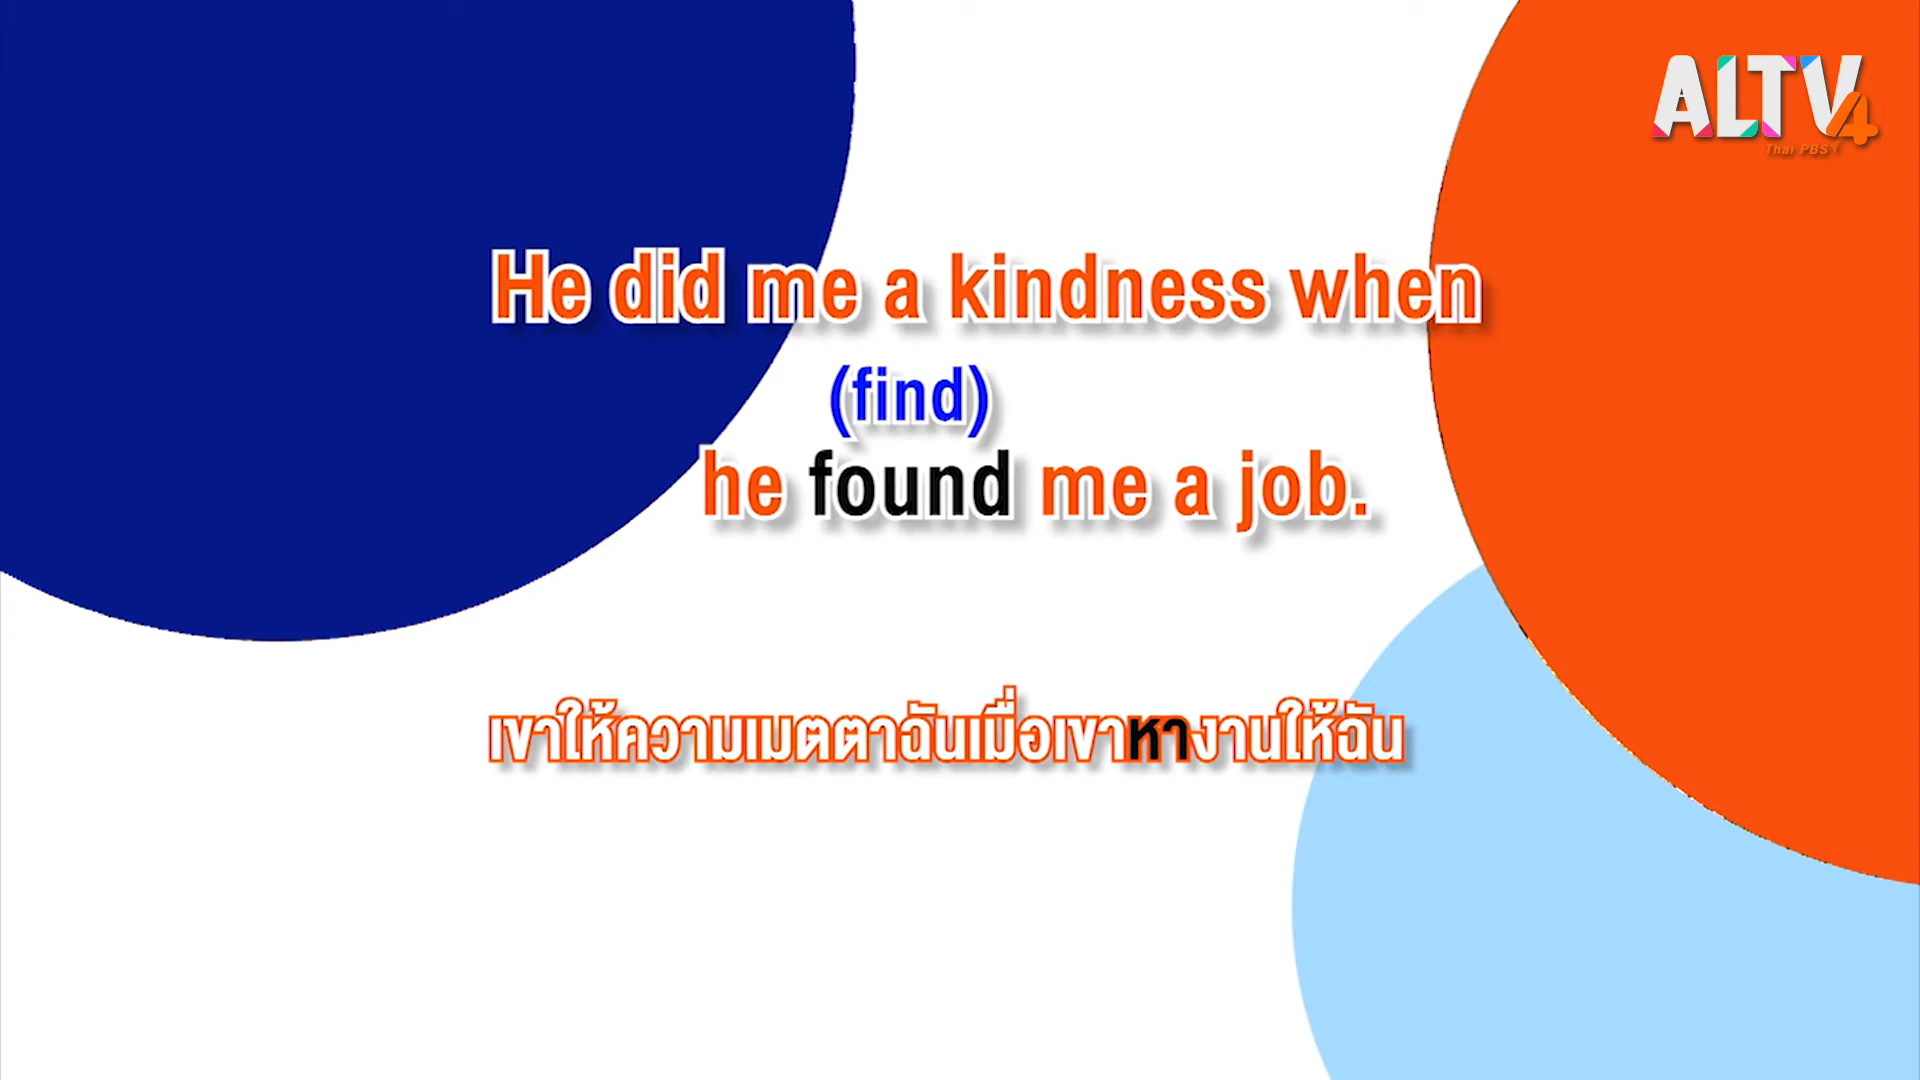 ALTV4
Thai PBS
He did me a kindness when
(find)
he found me a job.
เขาให้ความเมตตาฉันเมื่อเขาหางานให้ฉัน